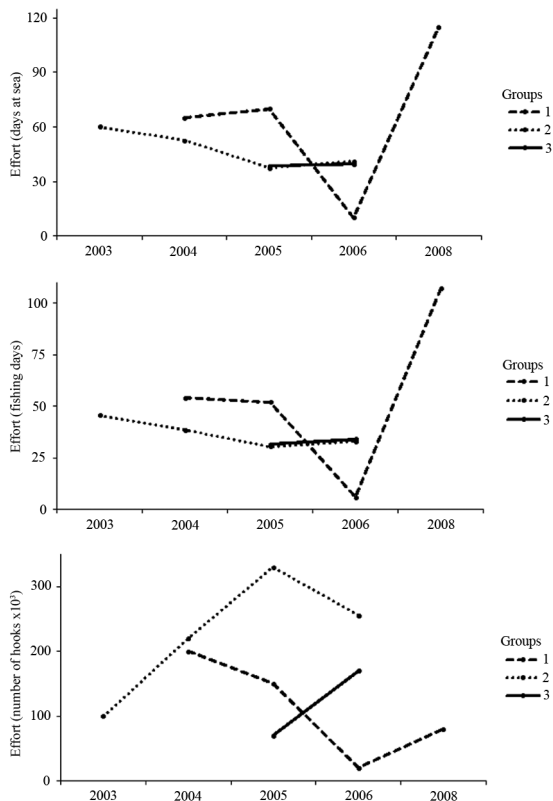 120
90
60
30
0
Effort (days at sea)
2003 2004 2005 2006 2008
Groups
1
2
3
100
75
50
25
0
Effort (fishing days)
2003 2004 2005 2006 2008
Groups
1
2
3
300
200
100
0
Effort (number of hooks x10³)
2003 2004 2005 2006 2008
Groups
1
2
3